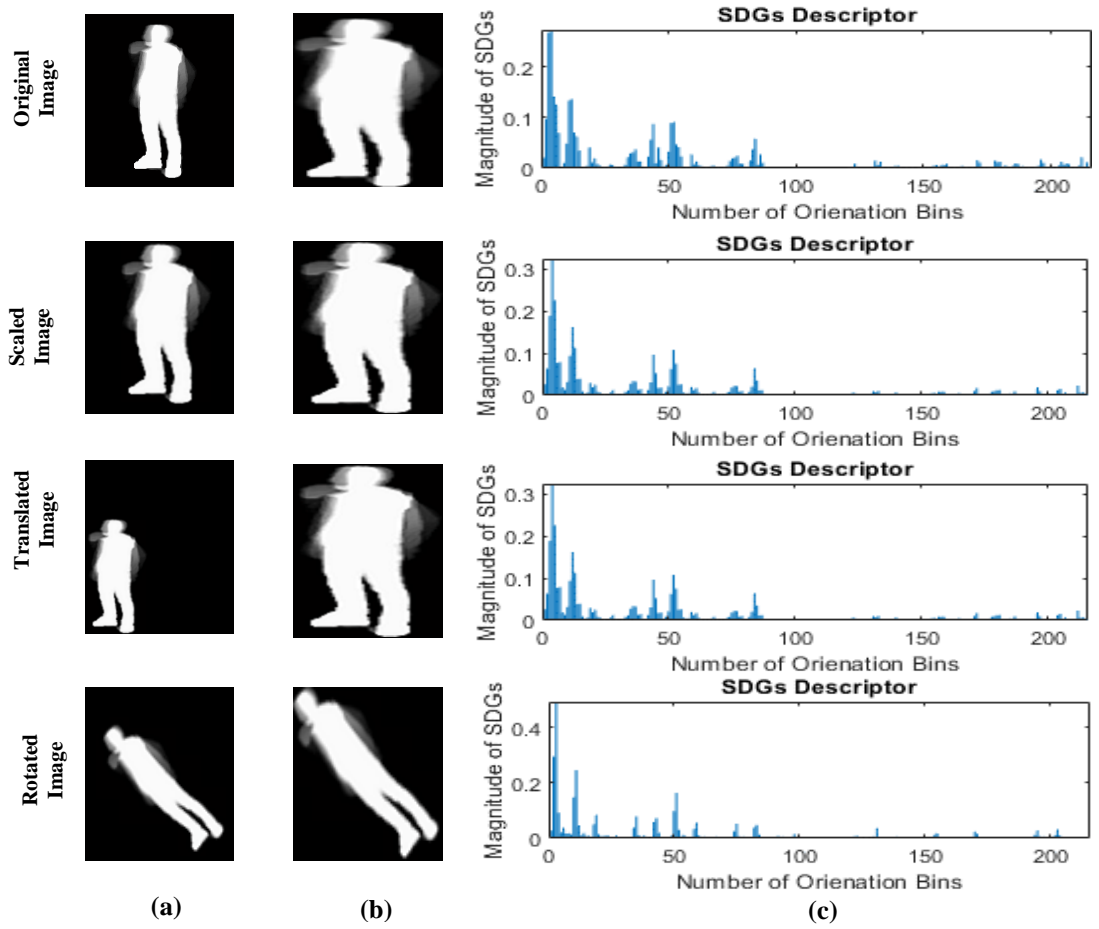 Original
Image
SDGs Descriptor
Magnitude of SDGs
0.2
0.1
0
0 50 100 150 200
Number of Orienation Bins
Scaled
Image
SDGs Descriptor
Magnitude of SDGs
0.3
0.2
0.1
0
0 50 100 150 200
Number of Orienation Bins
Translated
Image
SDGs Descriptor
Magnitude of SDGs
0.3
0.2
0.1
0
0 50 100 150 200
Number of Orienation Bins
Rotated
Image
SDGs Descriptor
Magnitude of SDGs
0.4
0.2
0
0 50 100 150 200
Number of Orienation Bins
(a) (b) (c)